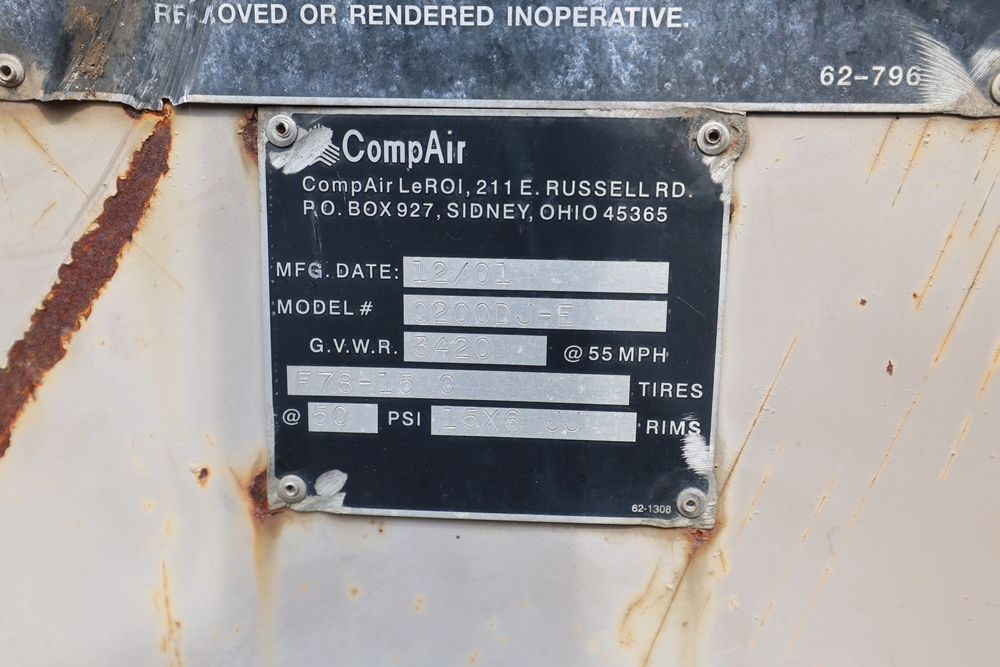 REMOVED OR RENDERED INOPERATIVE.
62-796
CompAir
CompAir LeROI, 211 E. RUSSELL RD.
P.O. BOX 927, SIDNEY, OHIO 45365
MFG. DATE: 12/01
MODEL # Q200DJ-E
G.V.W.R. 3420 @ 55 MPH
F78-15 C TIRES
@ 50 PSI 15X6 JJ RIMS
62-1308